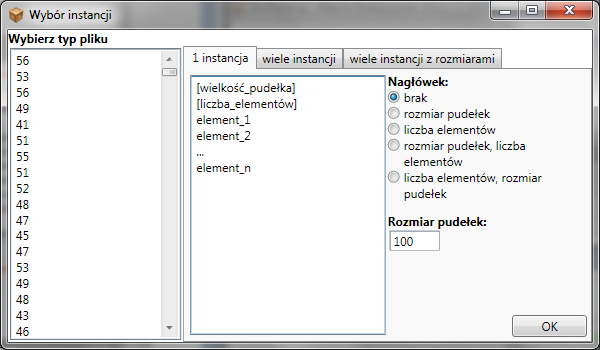 Wybór instancji
Wybierz typ pliku
56
53
56
49
41
51
55
51
52
48
47
45
47
53
49
48
43
46
1 instancja
wiele instancji
wiele instancji z rozmiarami
[wielkość_pudełka]
[liczba_elementów]
element_1
element_2
...
element_n
Nagłówek:
brak
rozmiar pudełek
liczba elementów
rozmiar pudełek, liczba
elementów
liczba elementów, rozmiar
pudełek
Rozmiar pudełek:
100
OK